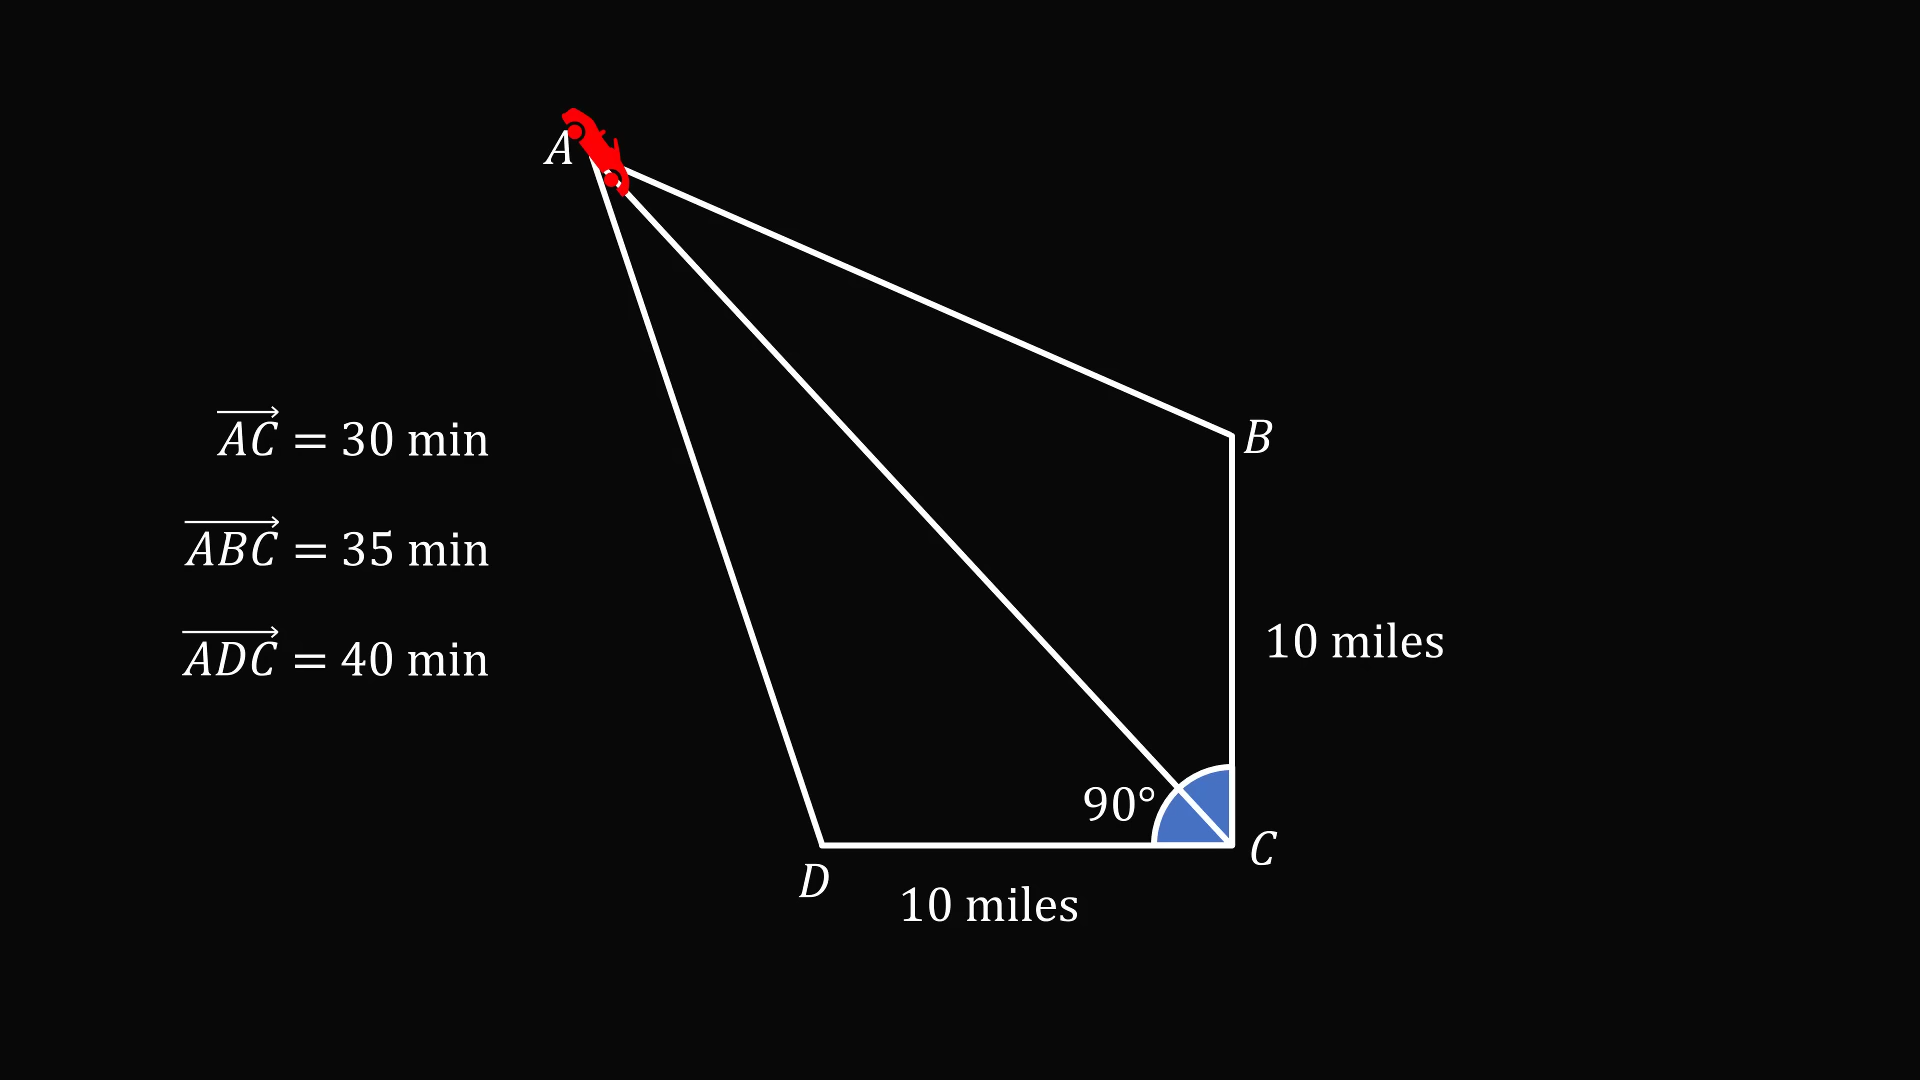 A
B
AC = 30 min
ABC = 35 min
10 miles
ADC = 40 min
90°
C
D
10 miles